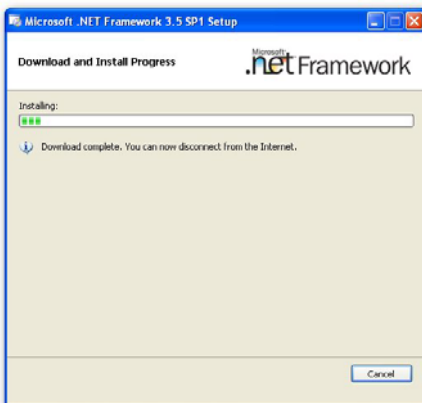 Microsoft .NET Framework 3.5 SP1 Setup
Download and Install Progress
Microsoft
.net Framework
Installing:
Download complete. You can now disconnect from the Internet.
Cancel